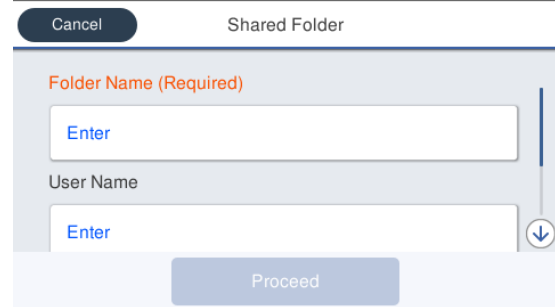 Cancel
Shared Folder
Folder Name (Required)
Enter
User Name
Enter
Proceed